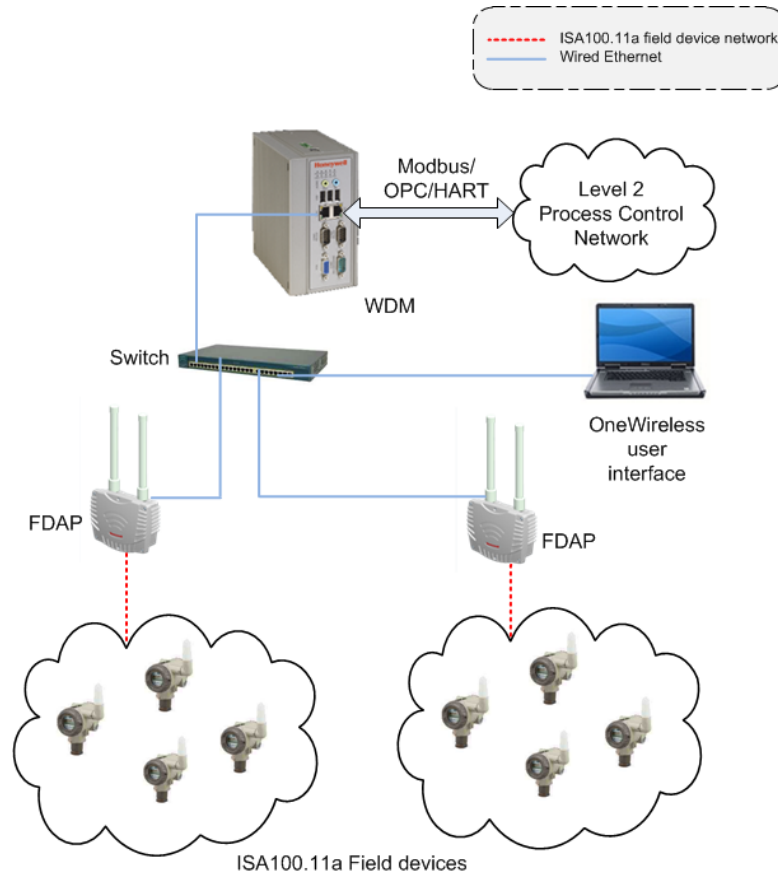 ISA100.11a field device network
Wired Ethernet
Honeywell
Modbus/
OPC/HART
Level 2
Process Control
Network
WDM
Switch
OneWireless
user
interface
FDAP
FDAP
ISA100.11a Field devices